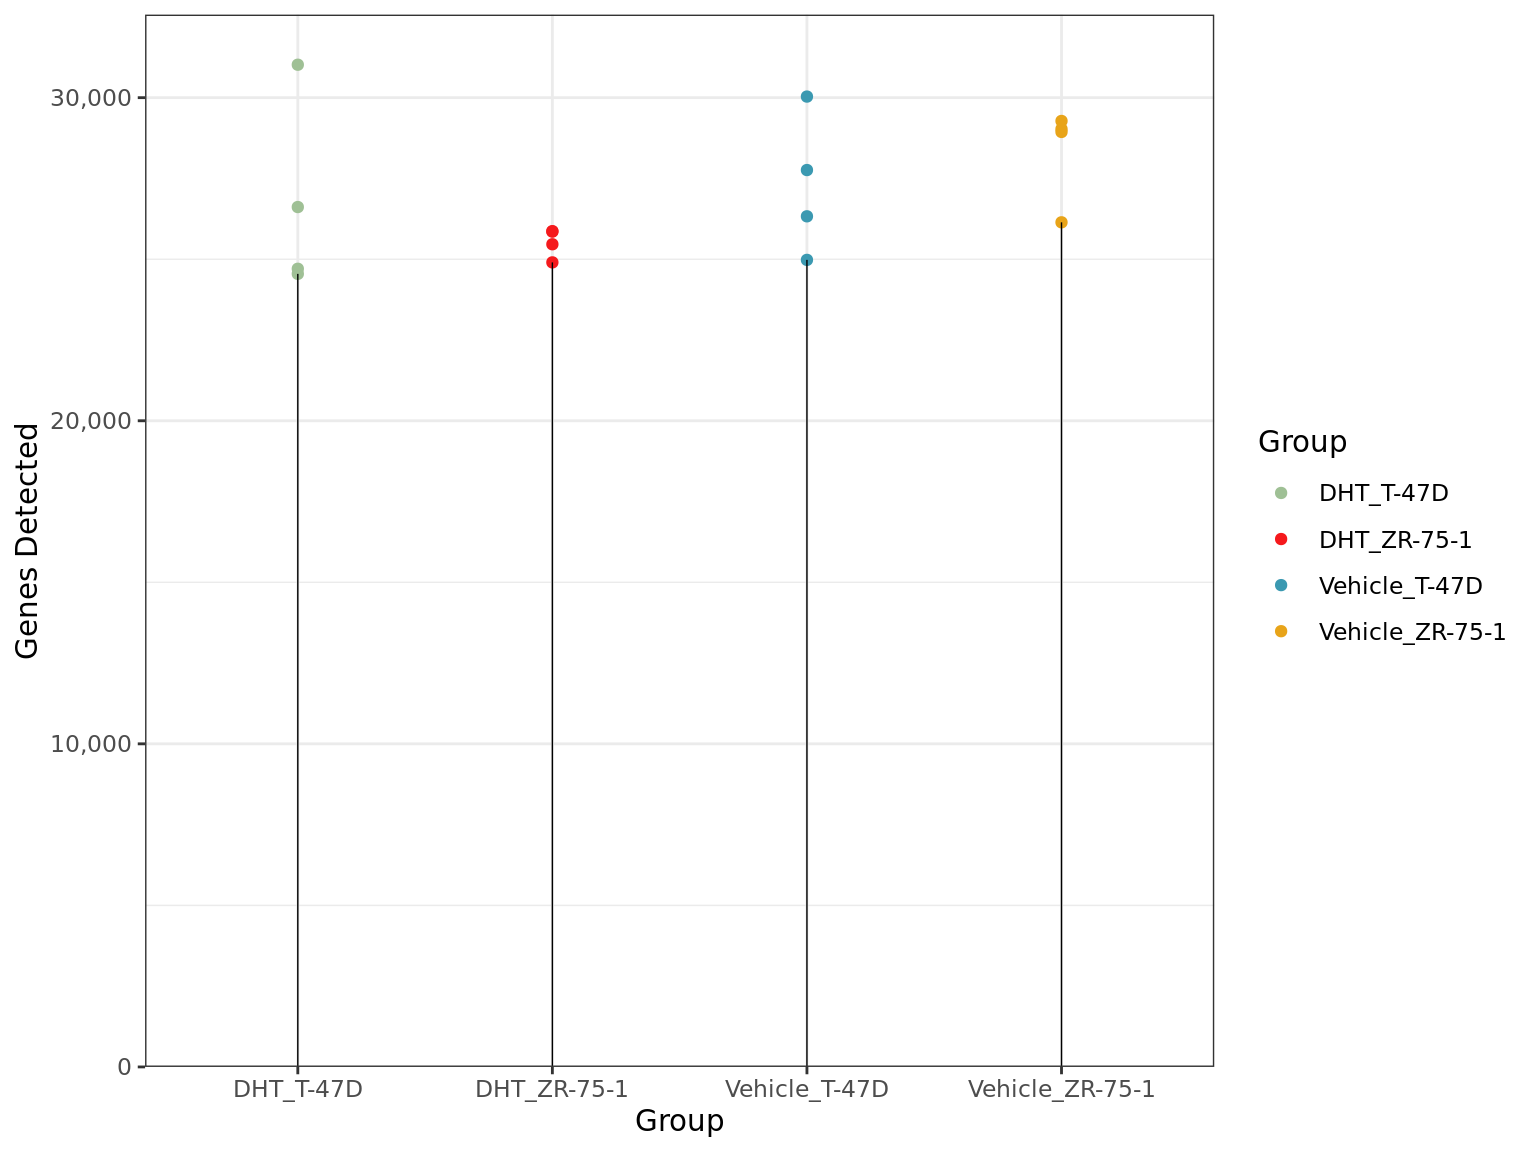 30,000
20,000
10,000
0
Genes Detected
DHT_T-47D
DHT_ZR-75-1
Vehicle_T-47D
Vehicle_ZR-75-1
Group
Group
DHT_T-47D
DHT_ZR-75-1
Vehicle_T-47D
Vehicle_ZR-75-1